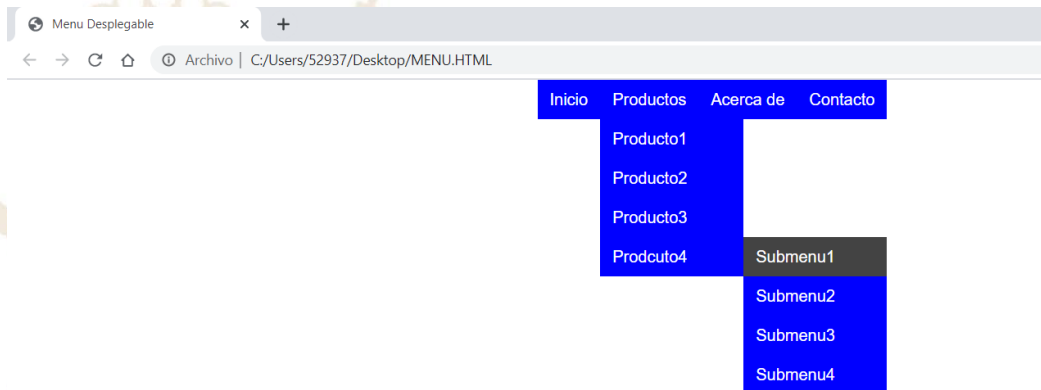 Menu Desplegable
Archivo | C:/Users/52937/Desktop/MENU.HTML
Inicio Productos Acerca de Contacto
Producto1
Producto2
Producto3
Prodcuto4 Submenu1
Submenu2
Submenu3
Submenu4